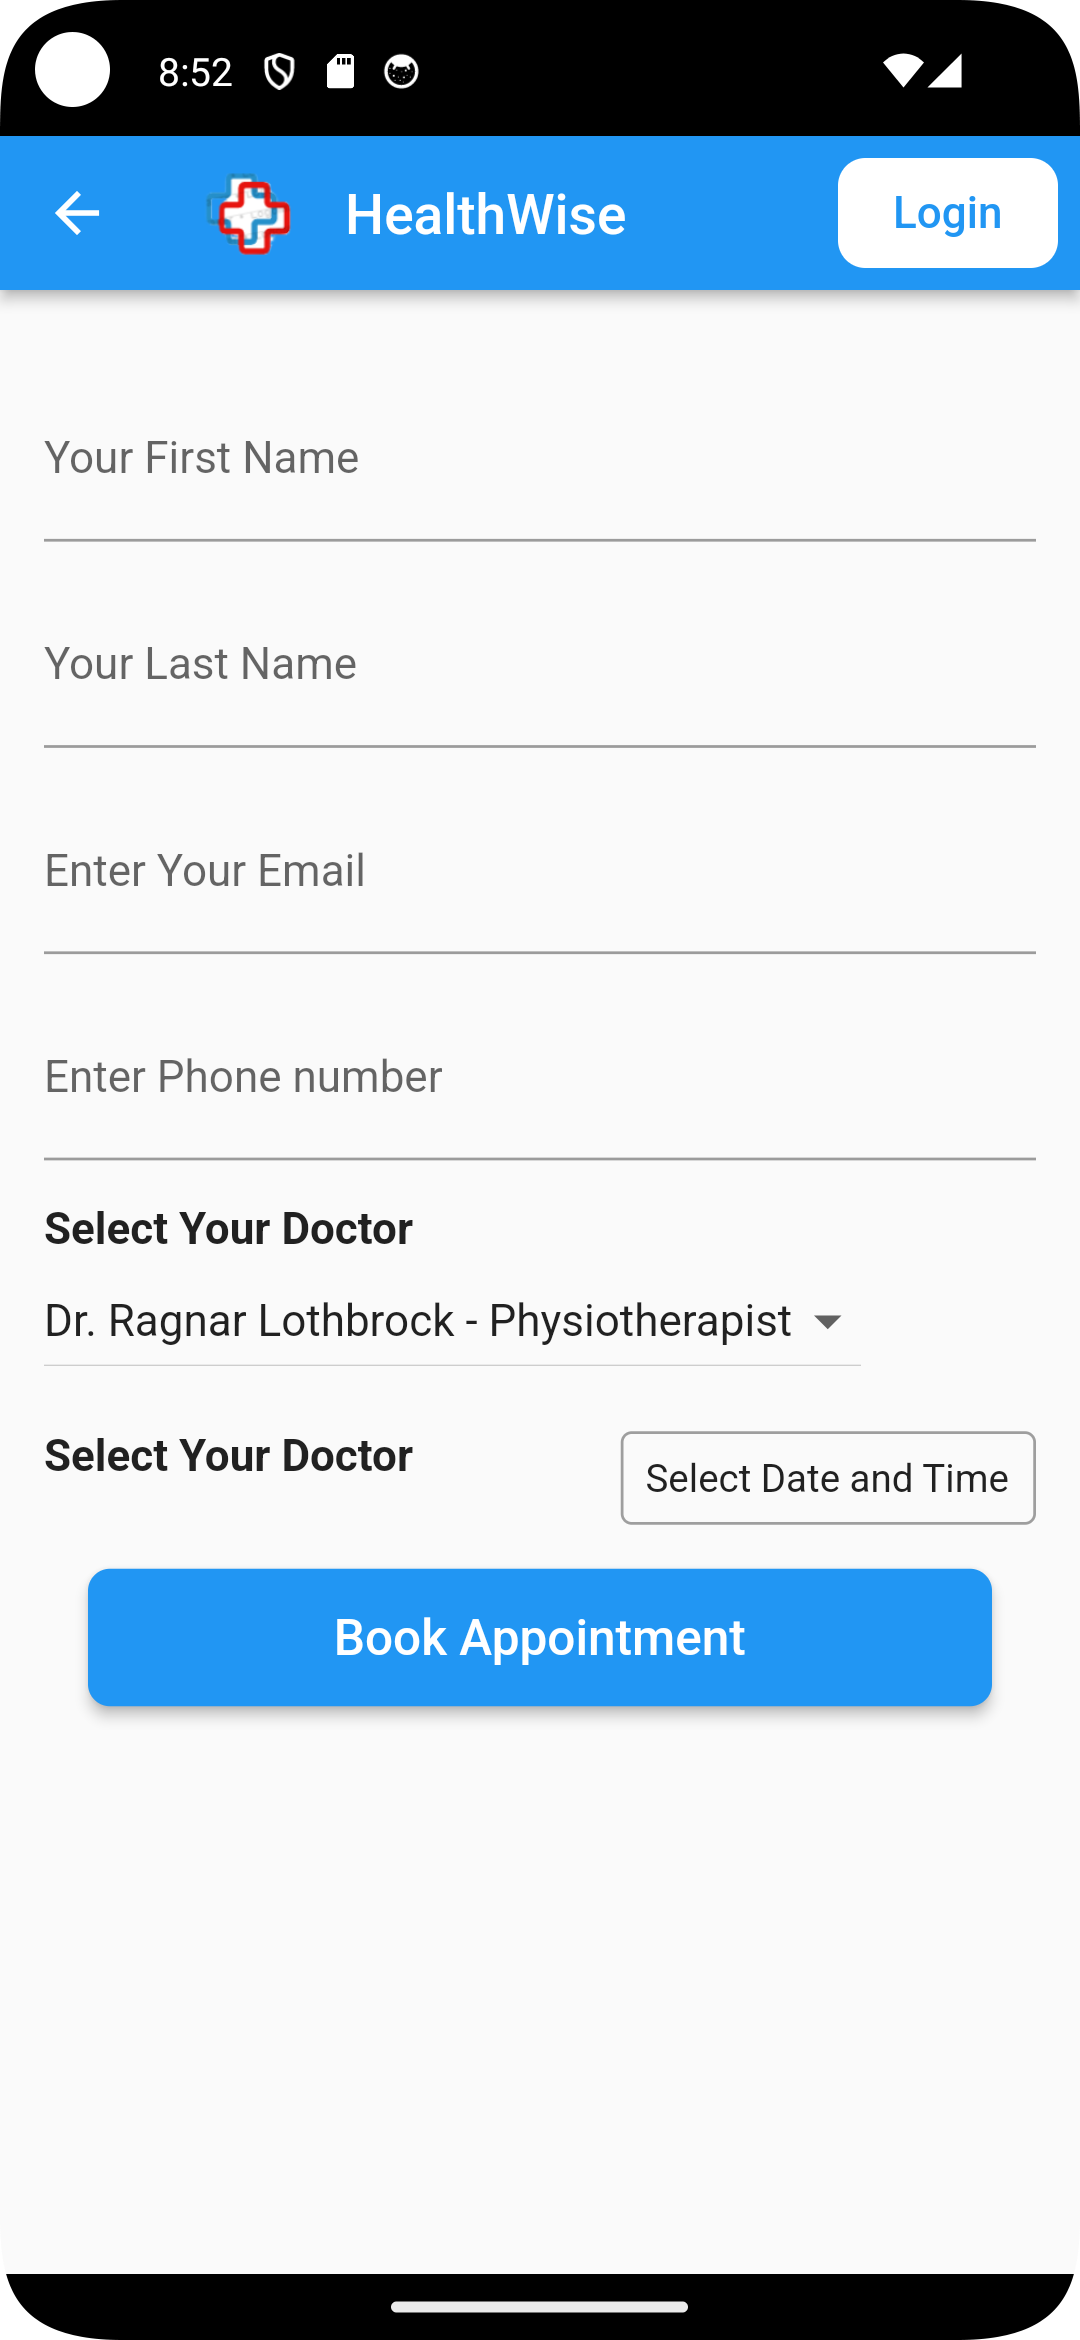 8:52
HealthWise
Login
Your First Name
Your Last Name
Enter Your Email
Enter Phone number
Select Your Doctor
Dr. Ragnar Lothbrock - Physiotherapist
Select Your Doctor
Select Date and Time
Book Appointment